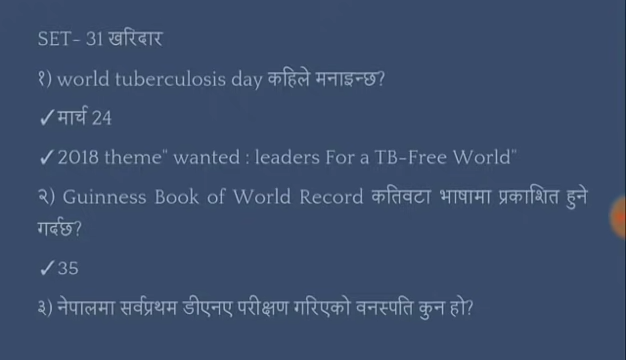 SET- 31 खरिदार
१) world tuberculosis day कहिले मनाइन्छ?
✓मार्च 24
✓2018 theme" wanted : leaders For a TB-Free World"
२) Guinness Book of World Record कतिवटा भाषामा प्रकाशित हुने
गर्दछ?
✓35
३) नेपालमा सर्वप्रथम डीएनए परीक्षण गरिएको वनस्पति कुन हो?